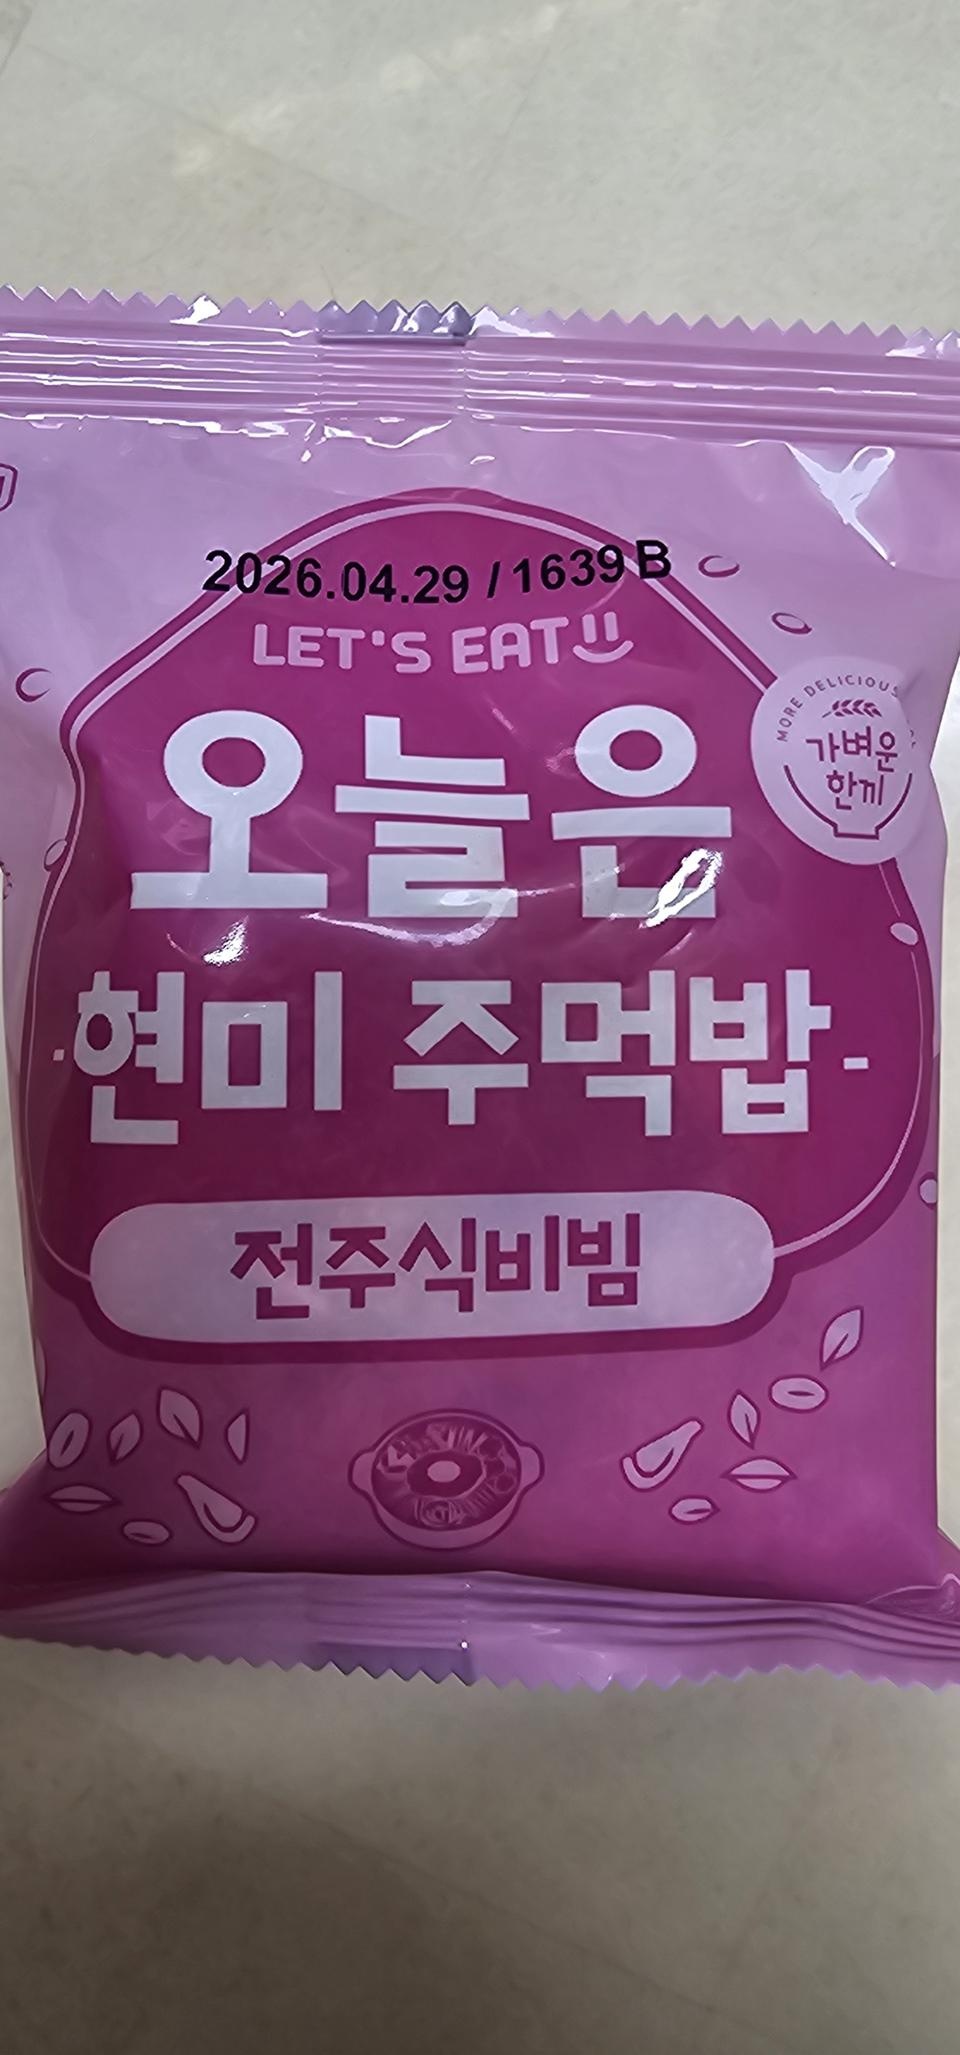 2026.04.29 / 1639 B
LET'S EAT
오늘은
MORE DELICIOUS
가벼운
한끼
현미 주먹밥
전주식비빔